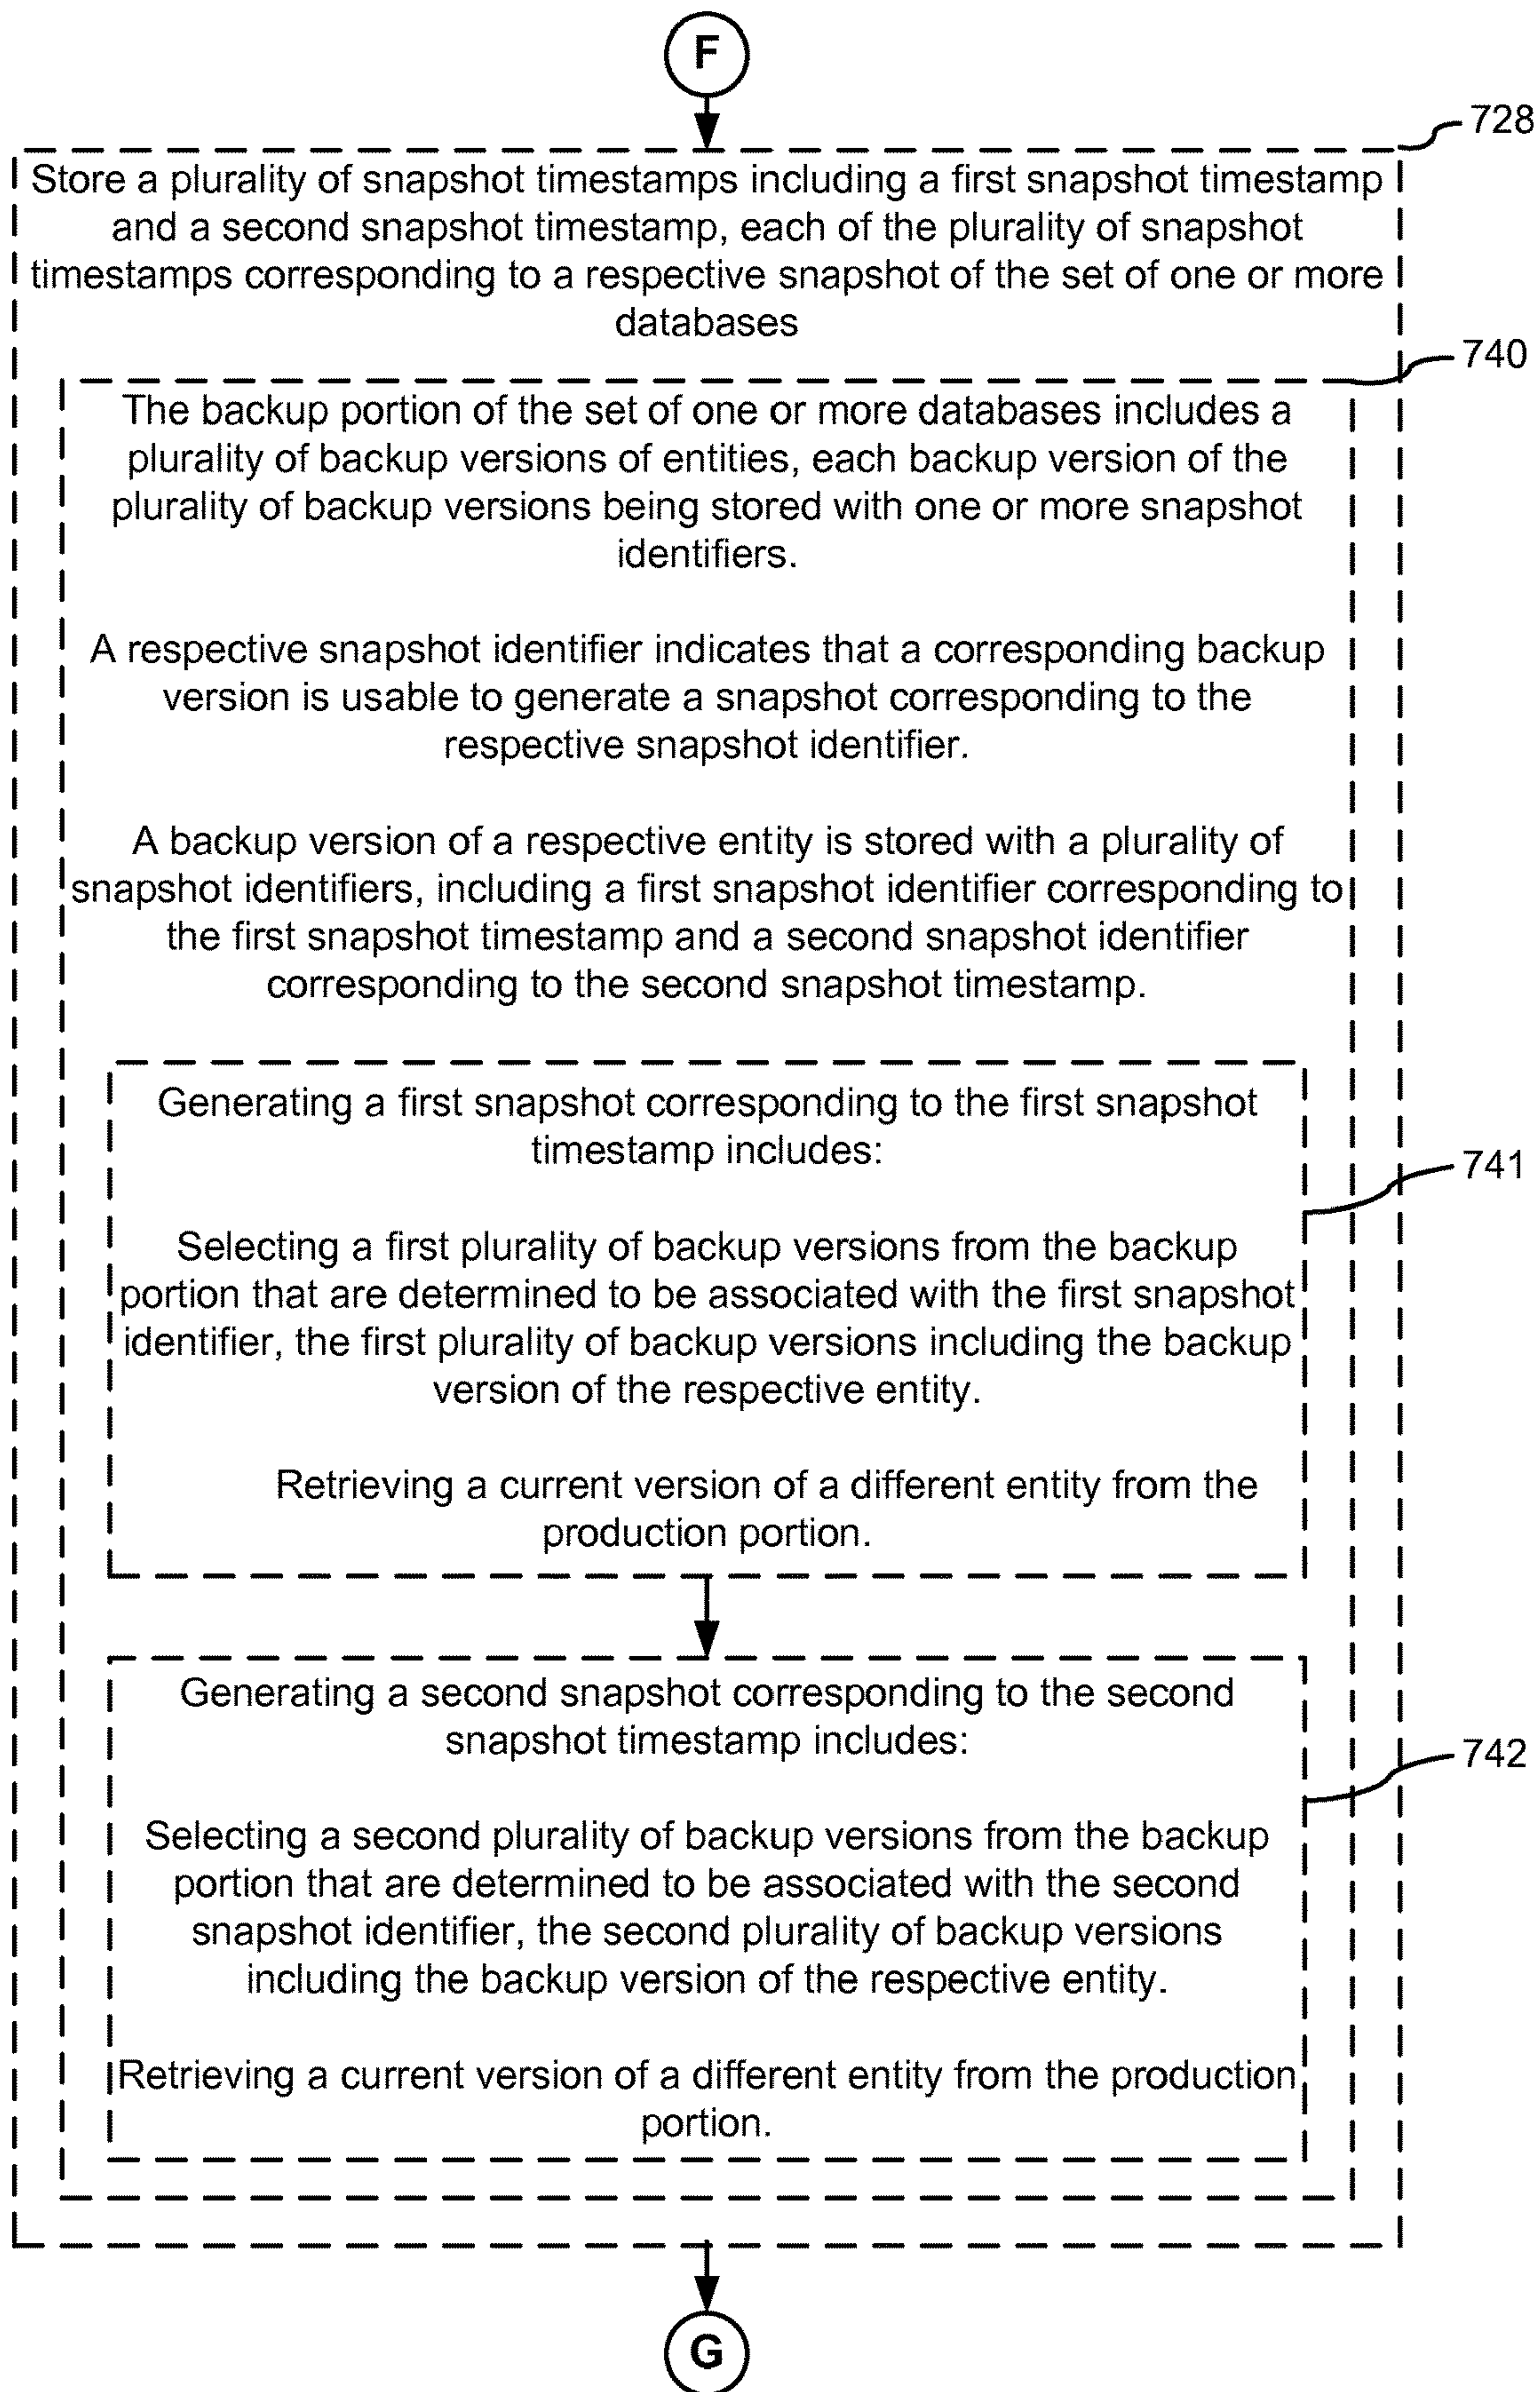 F
728
Store a plurality of snapshot timestamps including a first snapshot timestamp
and a second snapshot timestamp, each of the plurality of snapshot
timestamps corresponding to a respective snapshot of the set of one or more
databases
740
The backup portion of the set of one or more databases includes a
plurality of backup versions of entities, each backup version of the
plurality of backup versions being stored with one or more snapshot
identifiers.
A respective snapshot identifier indicates that a corresponding backup
version is usable to generate a snapshot corresponding to the
respective snapshot identifier.
A backup version of a respective entity is stored with a plurality of
snapshot identifiers, including a first snapshot identifier corresponding to
the first snapshot timestamp and a second snapshot identifier
corresponding to the second snapshot timestamp.
Generating a first snapshot corresponding to the first snapshot
timestamp includes:
741
Selecting a first plurality of backup versions from the backup
portion that are determined to be associated with the first snapshot
identifier, the first plurality of backup versions including the backup
version of the respective entity.
Retrieving a current version of a different entity from the
production portion.
Generating a second snapshot corresponding to the second
snapshot timestamp includes:
742
Selecting a second plurality of backup versions from the backup
portion that are determined to be associated with the second
snapshot identifier, the second plurality of backup versions
including the backup version of the respective entity.
Retrieving a current version of a different entity from the production
portion.
G